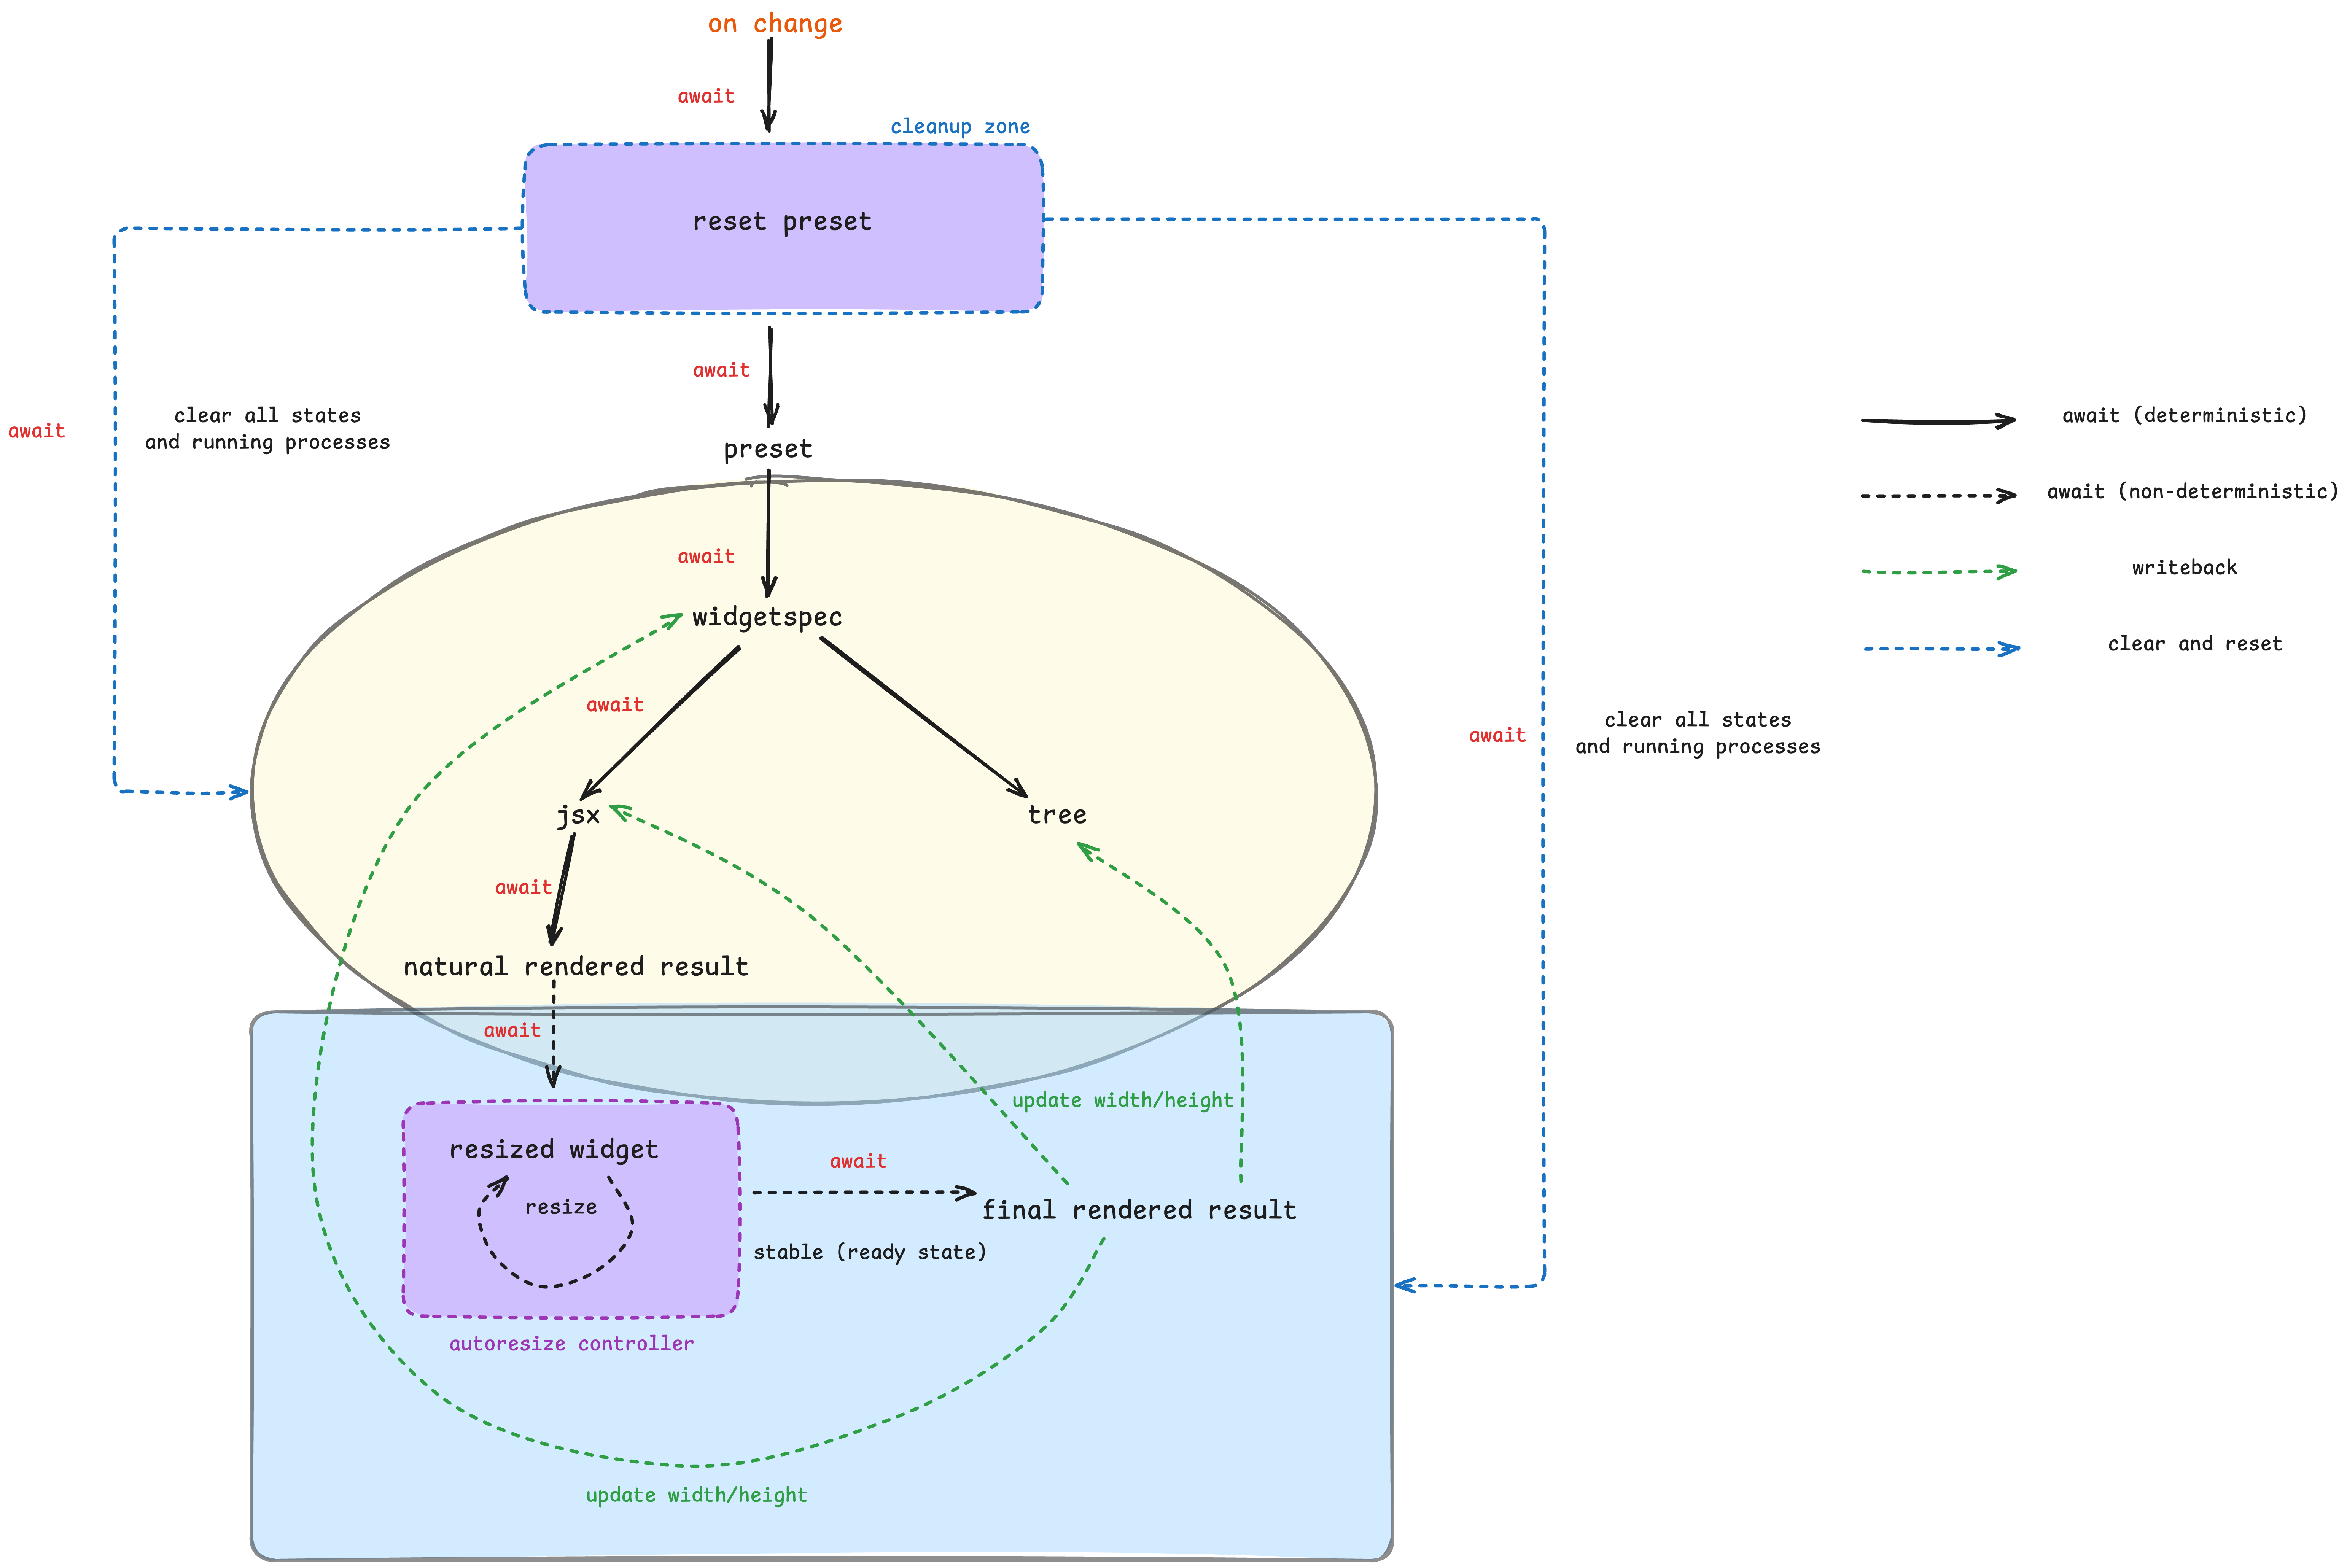 on change
await
cleanup zone
reset preset
await
await
clear all states
and running processes
await (deterministic)
preset
await (non-deterministic)
await
writeback
widgetspec
clear and reset
await
clear all states
and running processes
await
jsx
tree
await
natural rendered result
await
update width/height
resized widget
await
resize
final rendered result
stable (ready state)
autoresize controller
update width/height